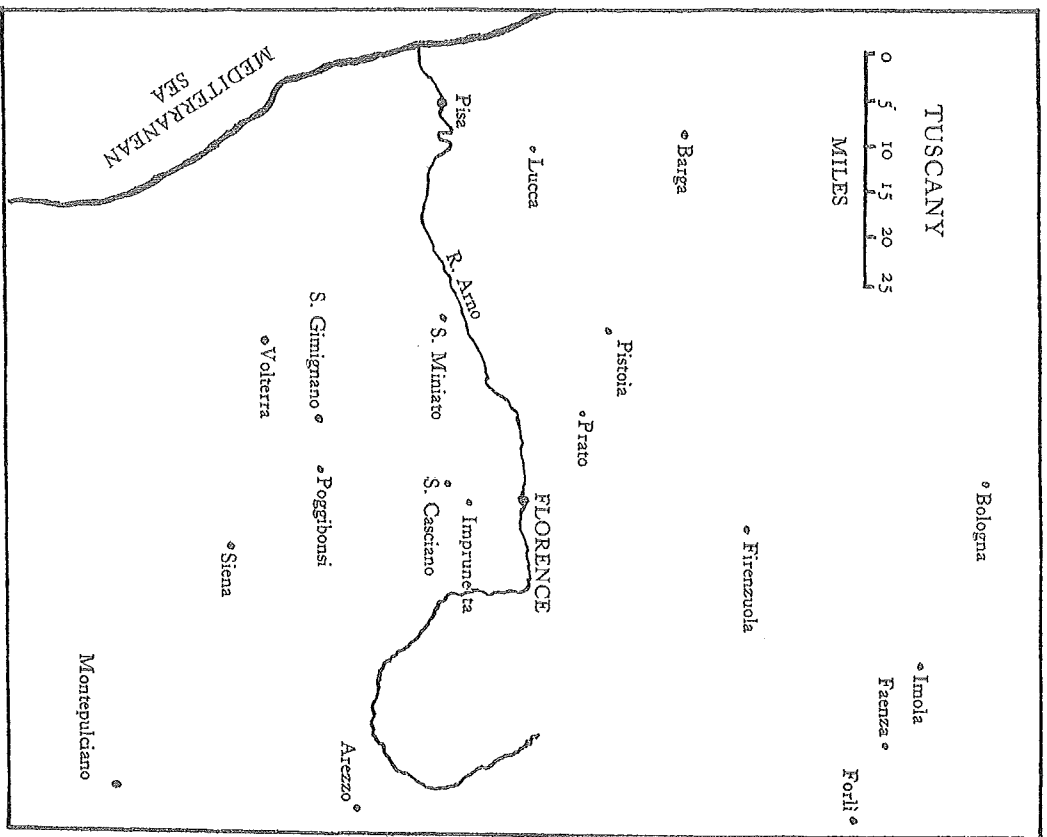 TUSCANY
0 5 10 15 20 25
MILES
Bologna
Imola
Faenza
Forlì
Firenzuola
Barga
Pistoia
Prato
Lucca
FLORENCE
Pisa
R. Arno
Impruneta
S. Miniato
S. Casciano
S. Gimignano
Poggibonsi
Volterra
Arezzo
Siena
Montepulciano
MEDITERRANEAN
SEA